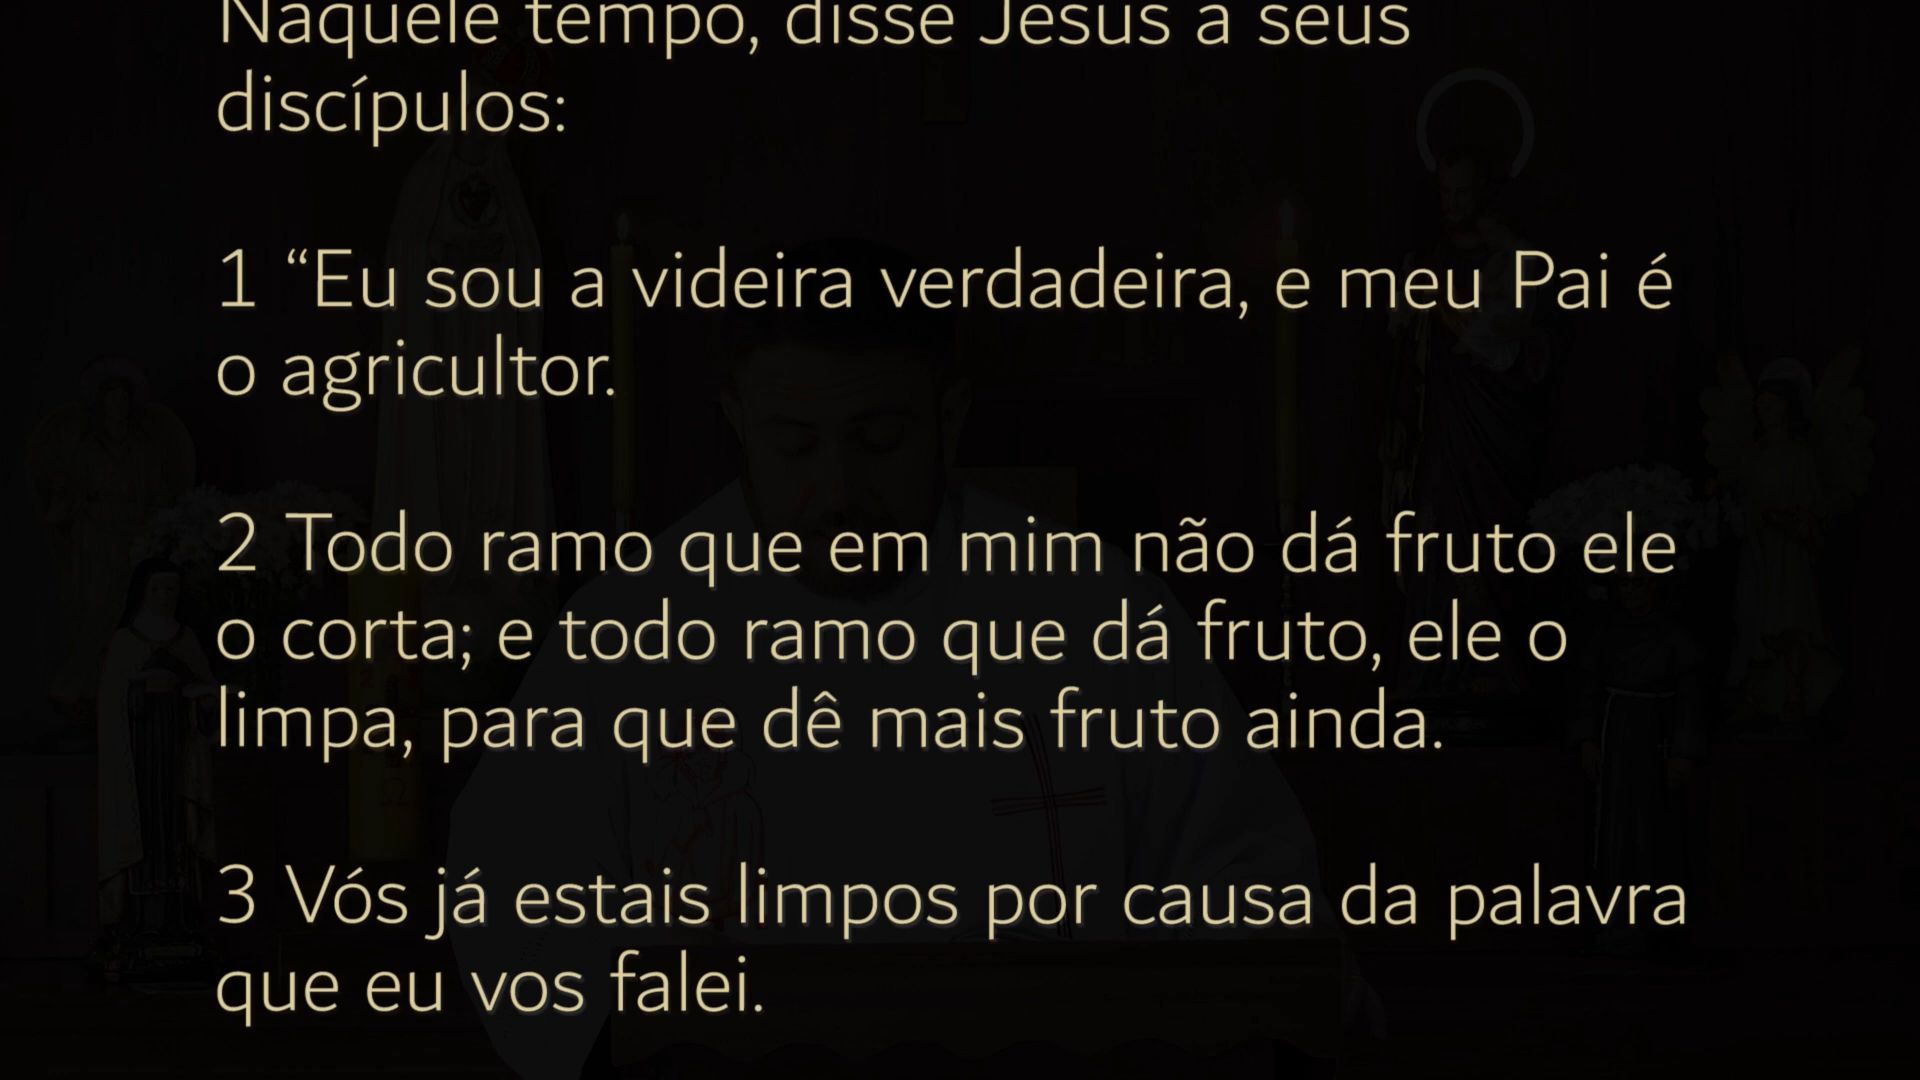 Naquele tempo, disse Jesus a seus
discípulos:
1 “Eu sou a videira verdadeira, e meu Pai é
o agricultor.
2 Todo ramo que em mim não dá fruto ele
o corta; e todo ramo que dá fruto, ele o
limpa, para que dê mais fruto ainda.
3 Vós já estais limpos por causa da palavra
que eu vos falei.